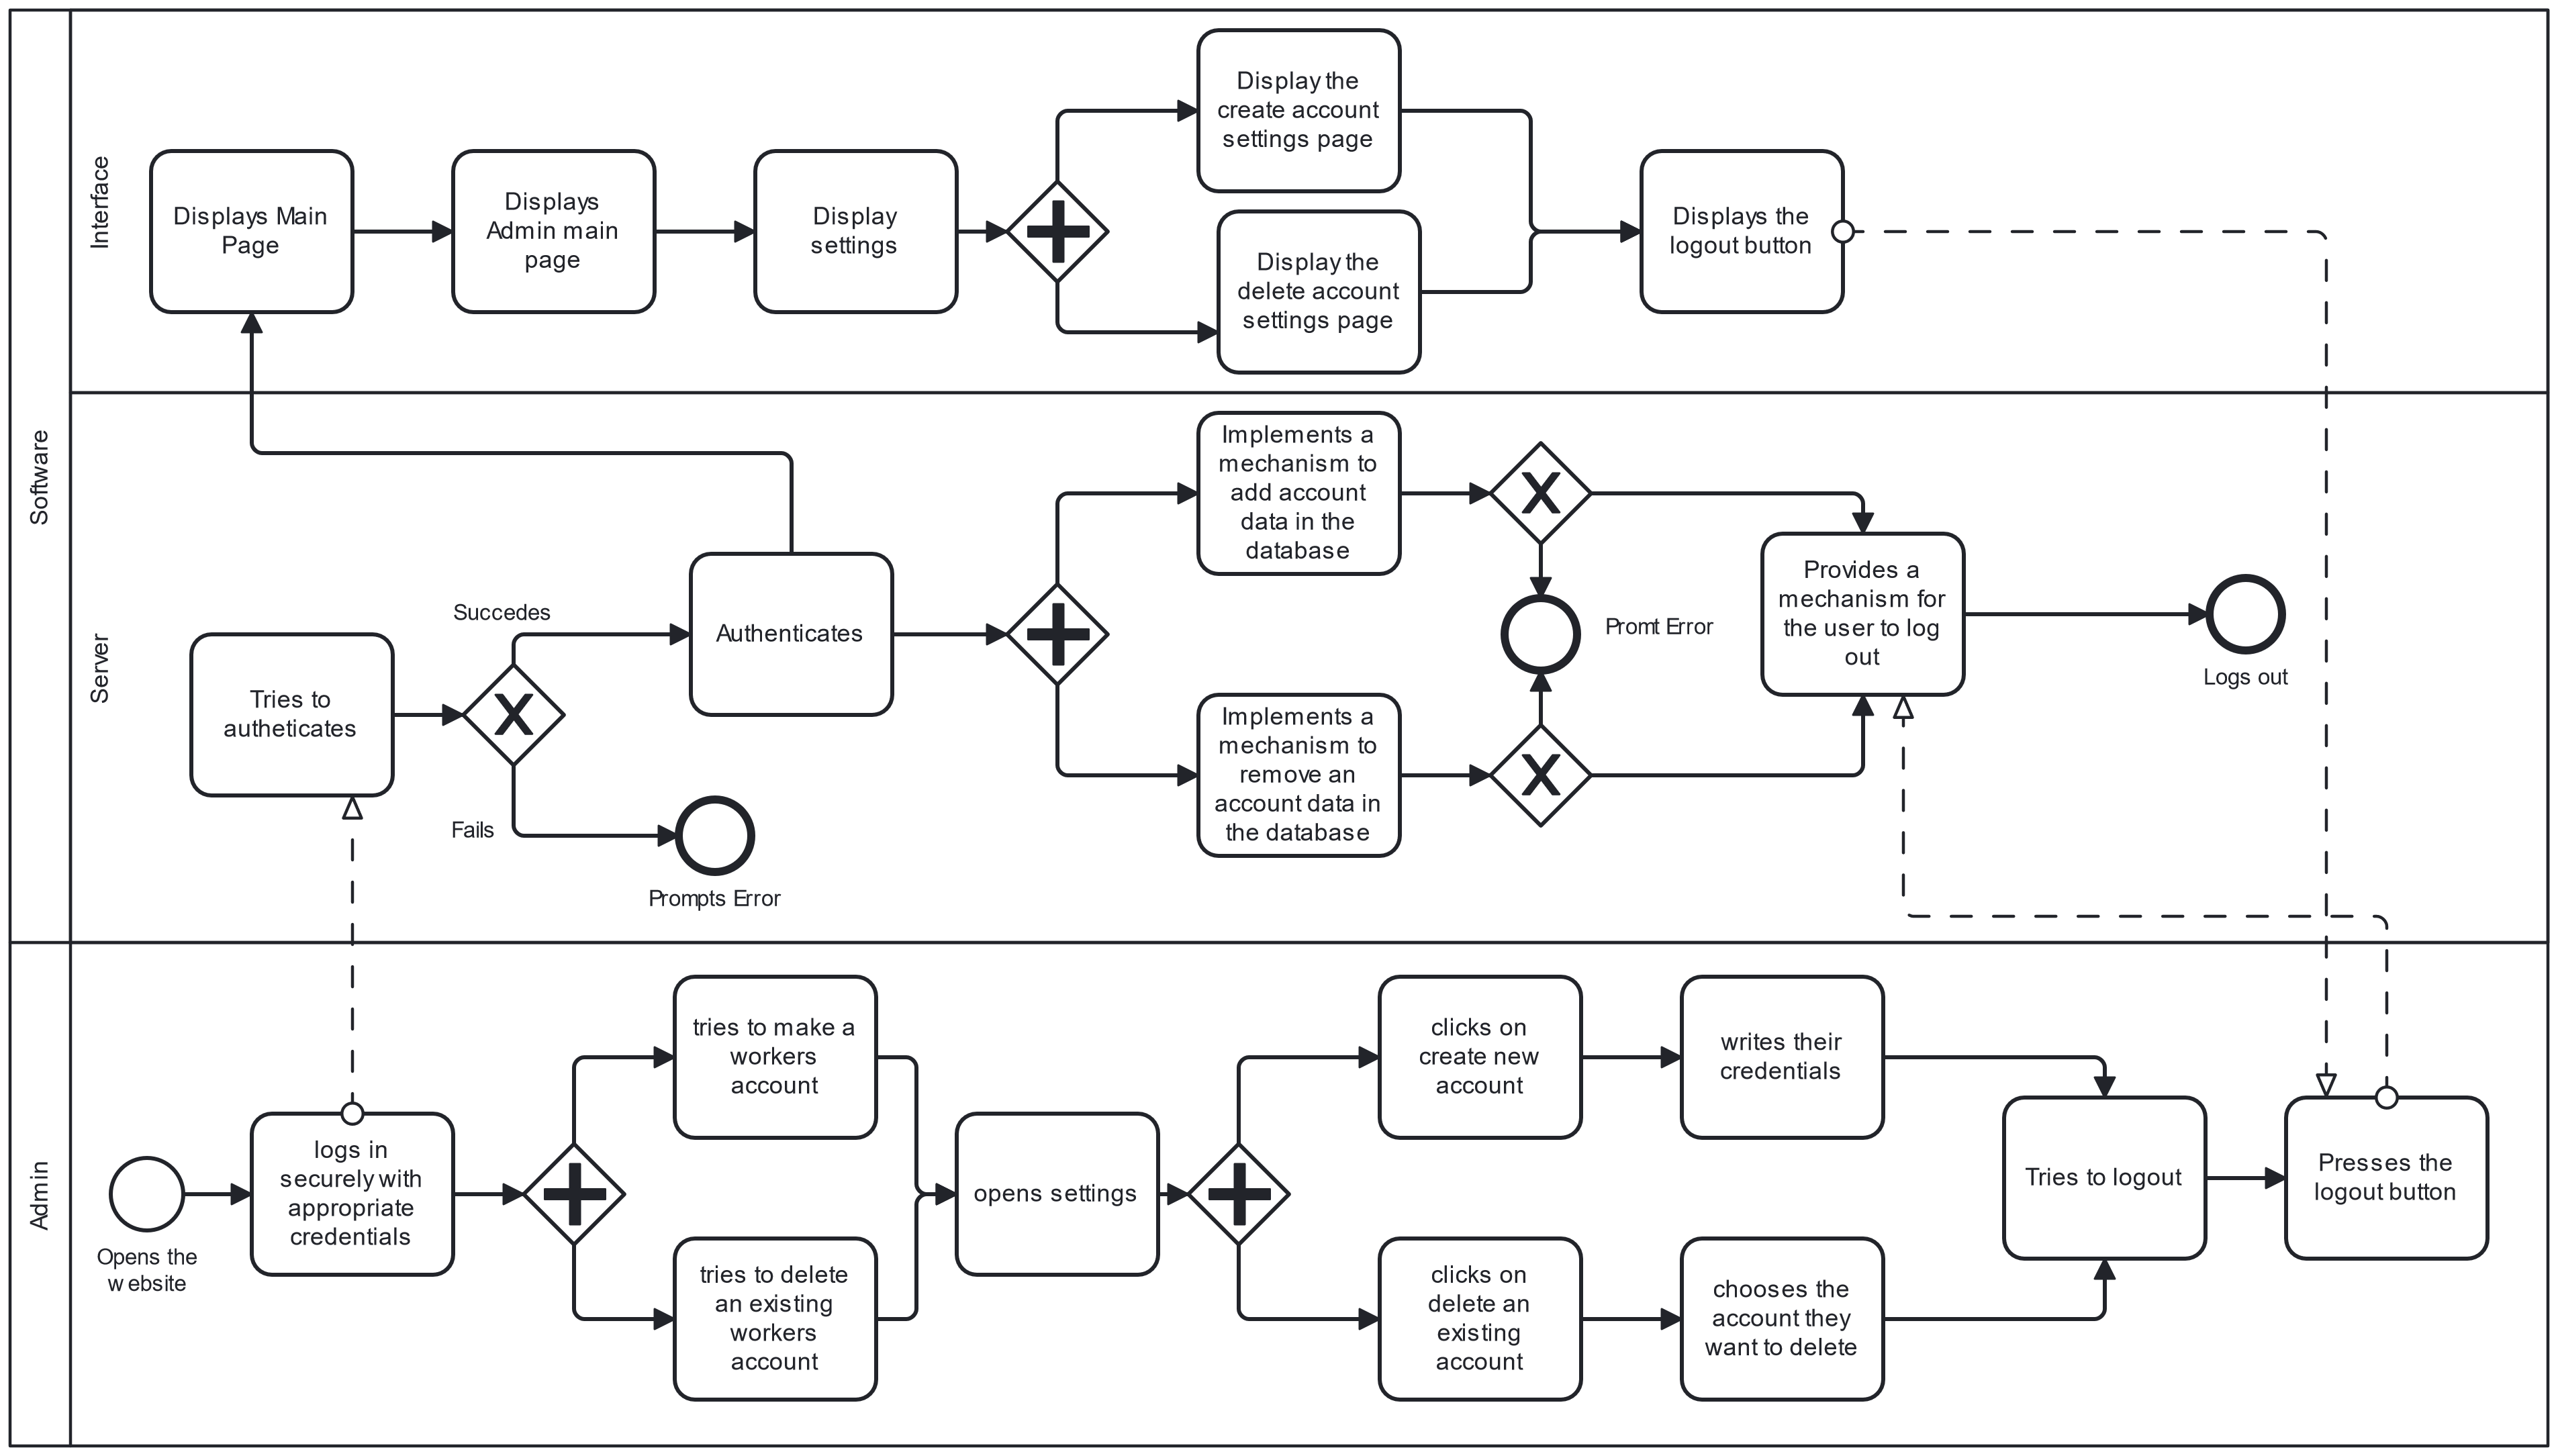 Software
Interface
Displays Main
Page
Displays
Admin main
page
Display
settings
Display the
create account
settings page
Display the
delete account
settings page
Displays the
logout button
Server
Tries to
autheticates
Succedes
Fails
Prompts Error
Authenticates
Implements a
mechanism to
add account
data in the
database
Implements a
mechanism to
remove an
account data in
the database
Promt Error
Provides a
mechanism for
the user to log
out
Logs out
Admin
Opens the
website
logs in
securely with
appropriate
credentials
tries to make a
workers
account
tries to delete
an existing
workers
account
opens settings
clicks on
create new
account
writes their
credentials
clicks on
delete an
existing
account
chooses the
account they
want to delete
Tries to logout
Presses the
logout button